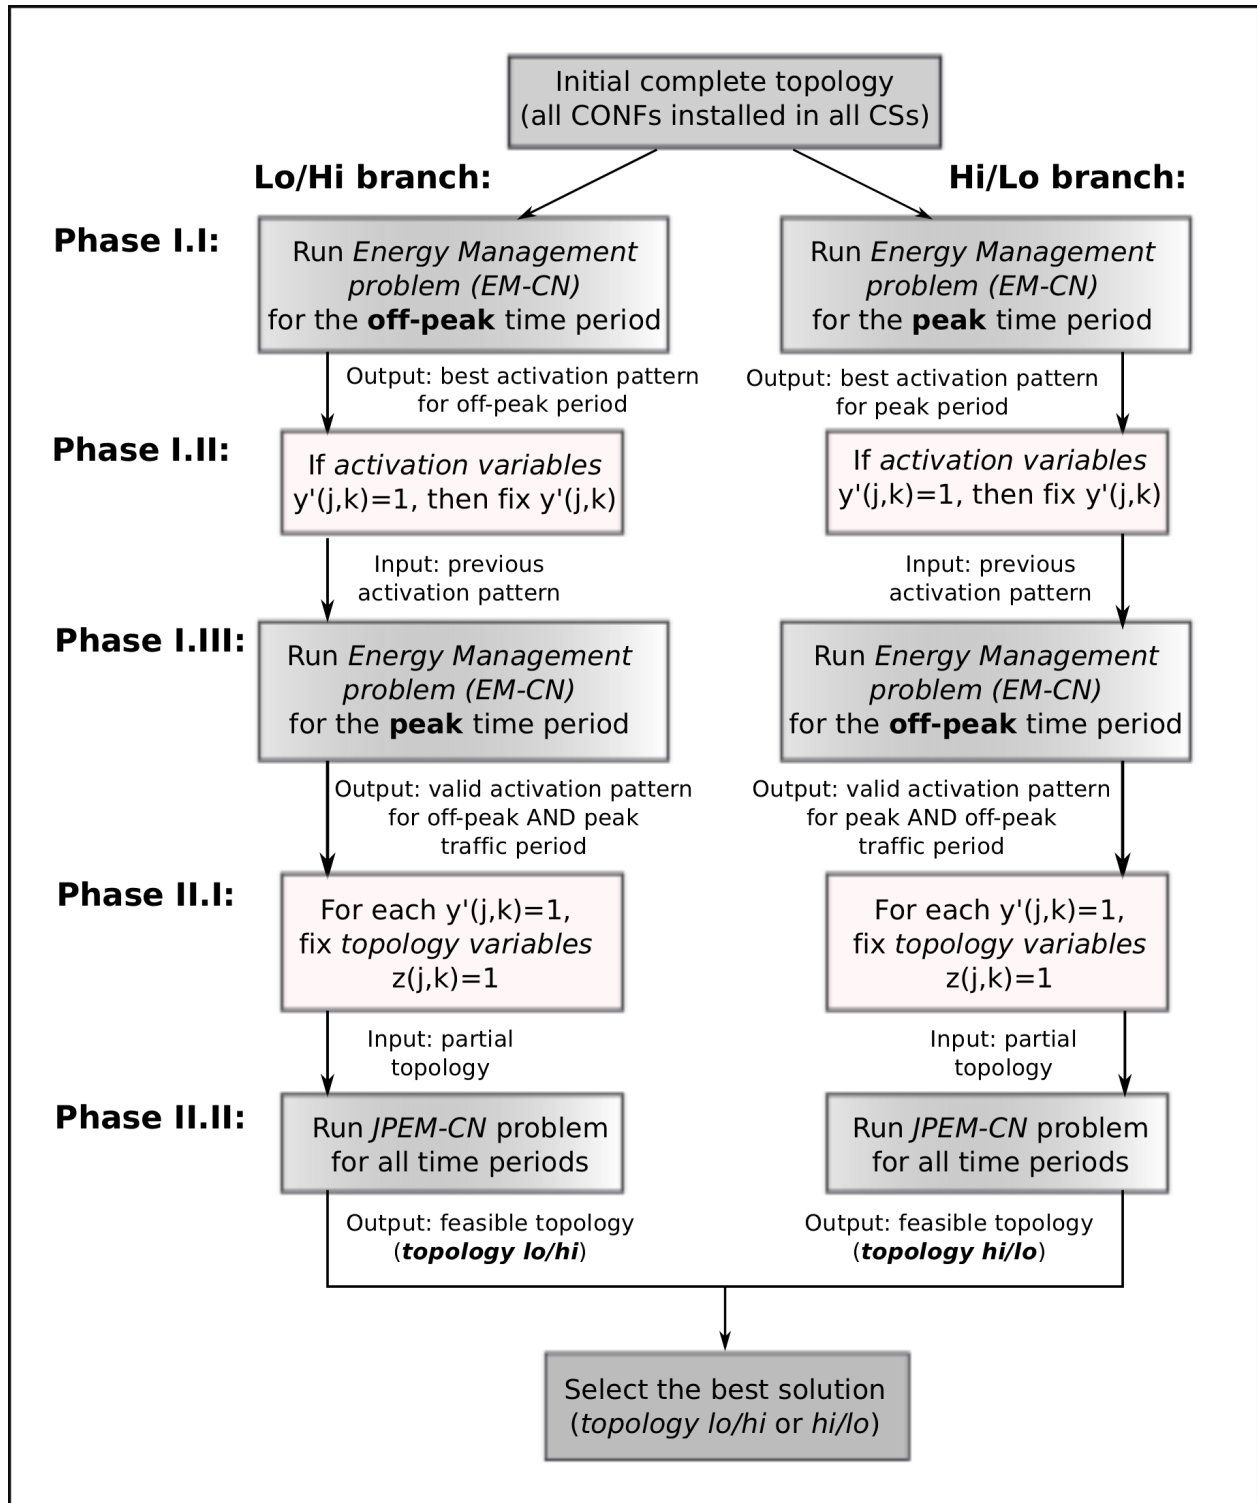 Initial complete topology
(all CONFs installed in all CSs)
Lo/Hi branch:
Hi/Lo branch:
Phase I.I:
Run Energy Management
problem (EM-CN)
for the off-peak time period
Run Energy Management
problem (EM-CN)
for the peak time period
Output: best activation pattern
for off-peak period
Output: best activation pattern
for peak period
Phase I.II:
If activation variables
y'(j,k)=1, then fix y'(j,k)
If activation variables
y'(j,k)=1, then fix y'(j,k)
Input: previous
activation pattern
Input: previous
activation pattern
Phase I.III:
Run Energy Management
problem (EM-CN)
for the peak time period
Run Energy Management
problem (EM-CN)
for the off-peak time period
Output: valid activation pattern
for off-peak AND peak
traffic period
Output: valid activation pattern
for peak AND off-peak
traffic period
Phase II.I:
For each y'(j,k)=1,
fix topology variables
z(j,k)=1
For each y'(j,k)=1,
fix topology variables
z(j,k)=1
Input: partial
topology
Input: partial
topology
Phase II.II:
Run JPEM-CN problem
for all time periods
Run JPEM-CN problem
for all time periods
Output: feasible topology
(topology lo/hi)
Output: feasible topology
(topology hi/lo)
Select the best solution
(topology lo/hi or hi/lo)